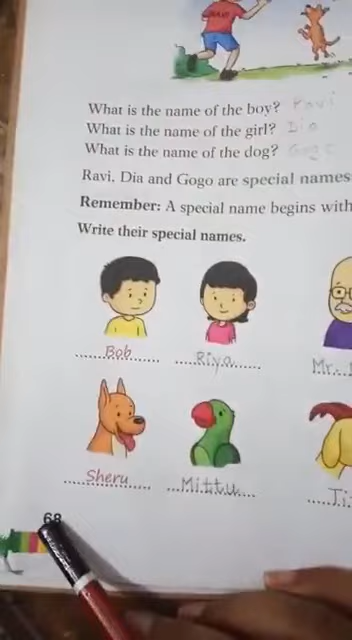 What is the name of the boy? Ravi
What is the name of the girl? Dia
What is the name of the dog? Gogo
Ravi, Dia and Gogo are special names
Remember: A special name begins with
Write their special names.
Bob Riya Mr.
Sheru Mittu
68